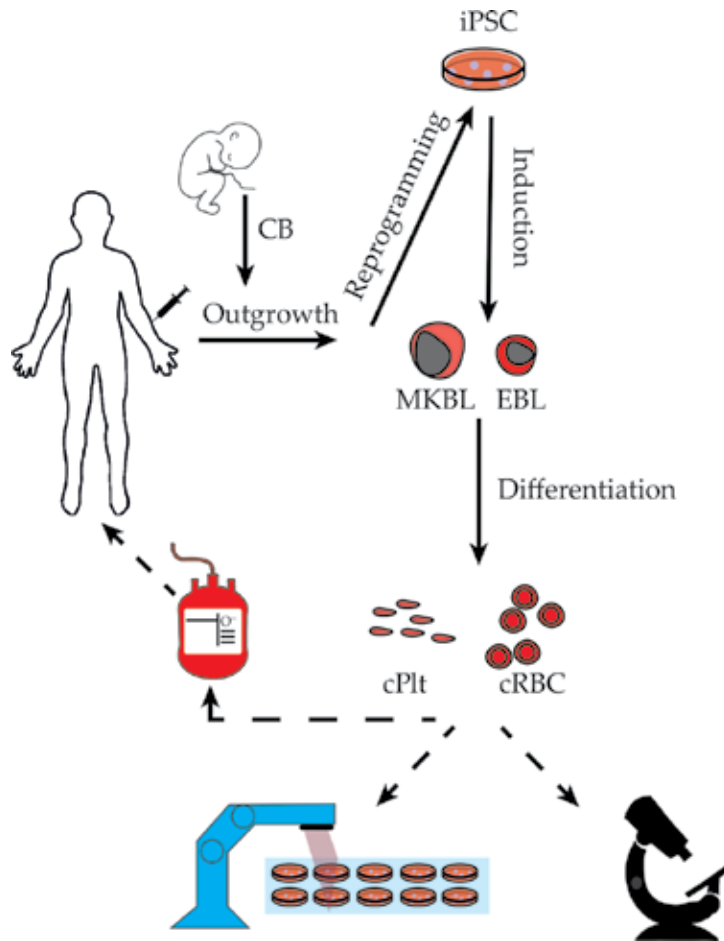 iPSC
Reprogramming
Induction
CB
Outgrowth
MKBL
EBL
Differentiation
O⁻
cPlt
cRBC